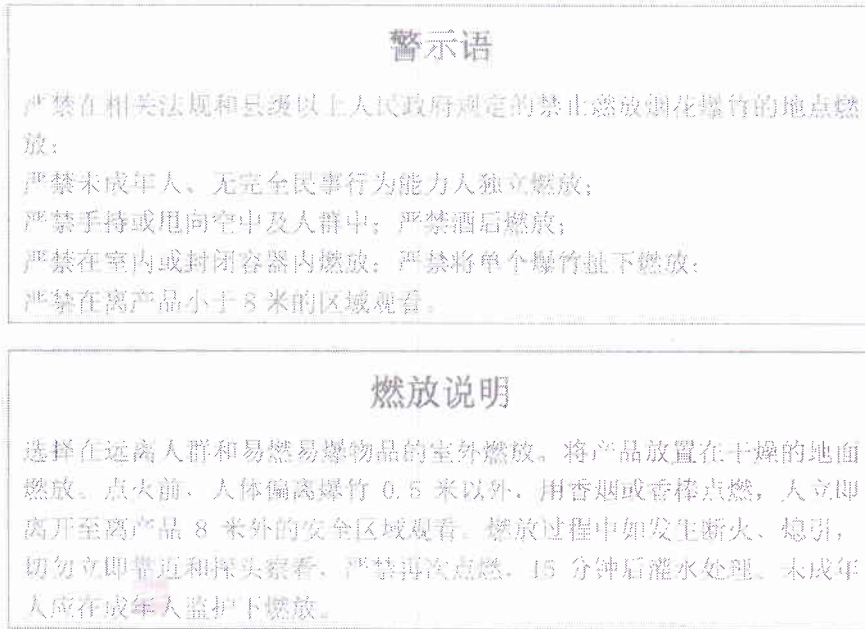 警示语
严禁在相关法规和县级以上人民政府规定的禁止燃放烟花爆竹的地点燃
放；
严禁未成年人、无完全民事行为能力人独立燃放；
严禁手持或甩向空中及人群中；严禁酒后燃放；
严禁在室内或封闭容器内燃放；严禁将单个爆竹扯下燃放；
严禁在离产品小于8米的区域观看。
燃放说明
选择在远离人群和易燃易爆物品的室外燃放。将产品放置在干燥的地面
燃放。点火前，人体偏离爆竹 0.5 米以外，用香烟或香棒点燃，人立即
离开至离产品 8 米外的安全区域观看。燃放过程中如发生断火、熄引，
切勿立即靠近和探头察看，严禁再次点燃，15 分钟后灌水处理。未成年
人应在成年人监护下燃放。